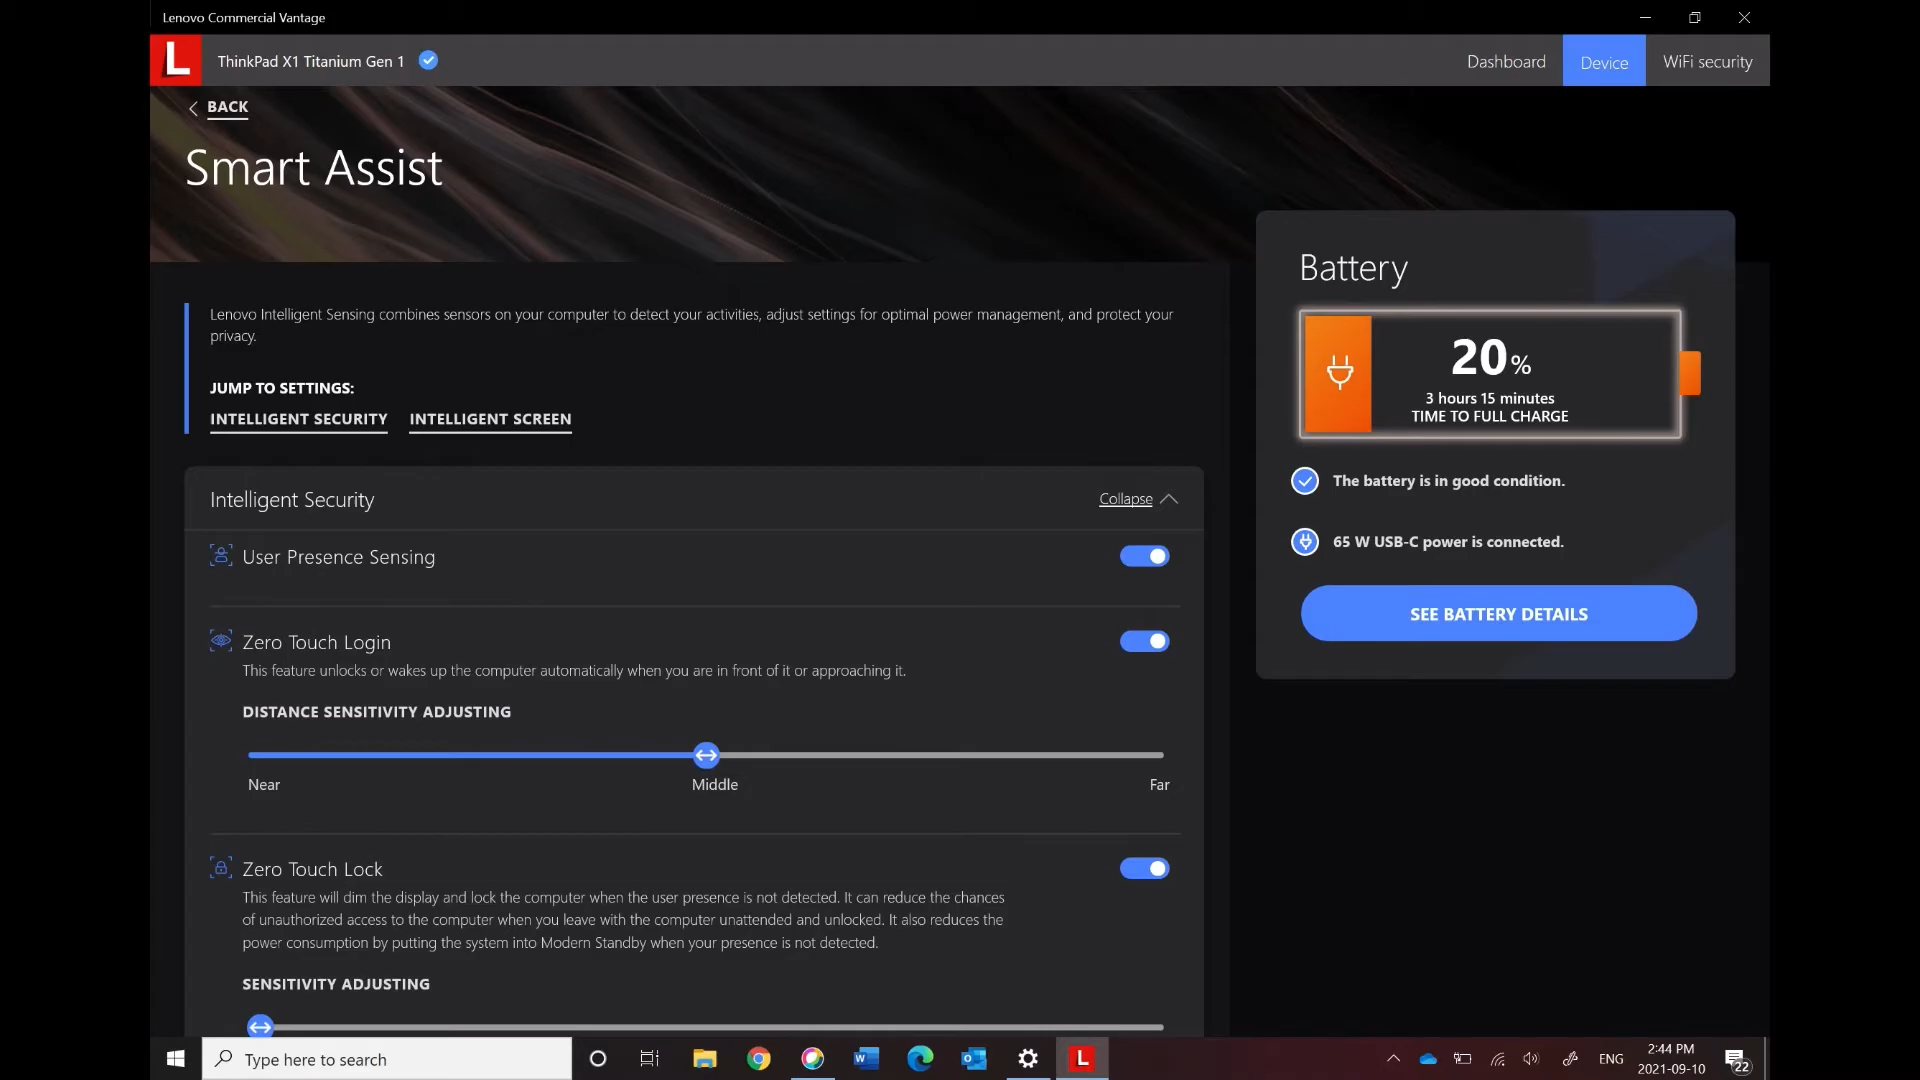 Lenovo Commercial Vantage
L
ThinkPad X1 Titanium Gen 1
Dashboard
Device
WiFi security
BACK
Smart Assist
Lenovo Intelligent Sensing combines sensors on your computer to detect your activities, adjust settings for optimal power management, and protect your
privacy.
JUMP TO SETTINGS:
INTELLIGENT SECURITY
INTELLIGENT SCREEN
Intelligent Security
Collapse
User Presence Sensing
Zero Touch Login
This feature unlocks or wakes up the computer automatically when you are in front of it or approaching it.
DISTANCE SENSITIVITY ADJUSTING
Near
Middle
Far
Zero Touch Lock
This feature will dim the display and lock the computer when the user presence is not detected. It can reduce the chances
of unauthorized access to the computer when you leave with the computer unattended and unlocked. It also reduces the
power consumption by putting the system into Modern Standby when your presence is not detected.
SENSITIVITY ADJUSTING
Battery
20%
3 hours 15 minutes
TIME TO FULL CHARGE
The battery is in good condition.
65 W USB-C power is connected.
SEE BATTERY DETAILS
Type here to search
W
O
L
ENG
2:44 PM
2021-09-10
22